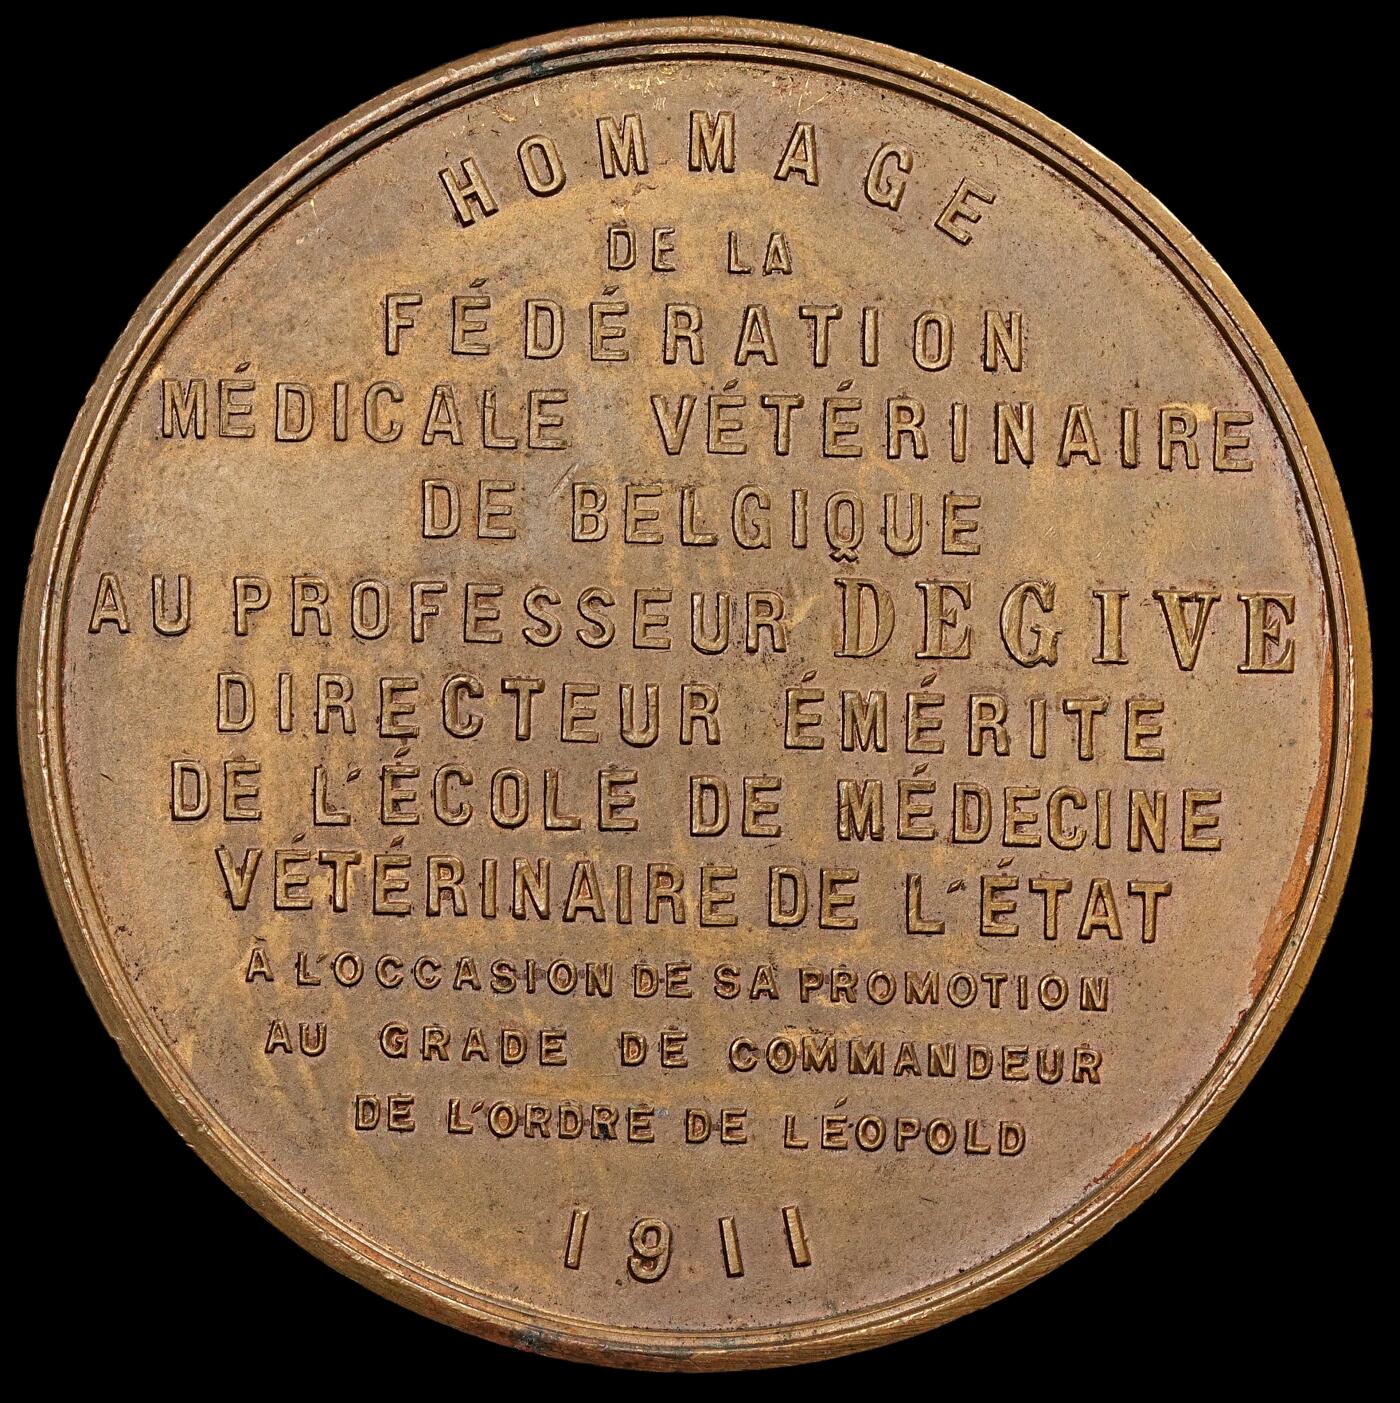 HOMMAGE
DE LA
FÉDÉRATION
MÉDICALE VÉTÉRINAIRE
DE BELGIQUE
AU PROFESSEUR DEGIVE
DIRECTEUR ÉMÉRITE
DE L'ÉCOLE DE MÉDECINE
VÉTÉRINAIRE DE L'ÉTAT
À L'OCCASION DE SA PROMOTION
AU GRADE DE COMMANDEUR
DE L'ORDRE DE LÉOPOLD
1911